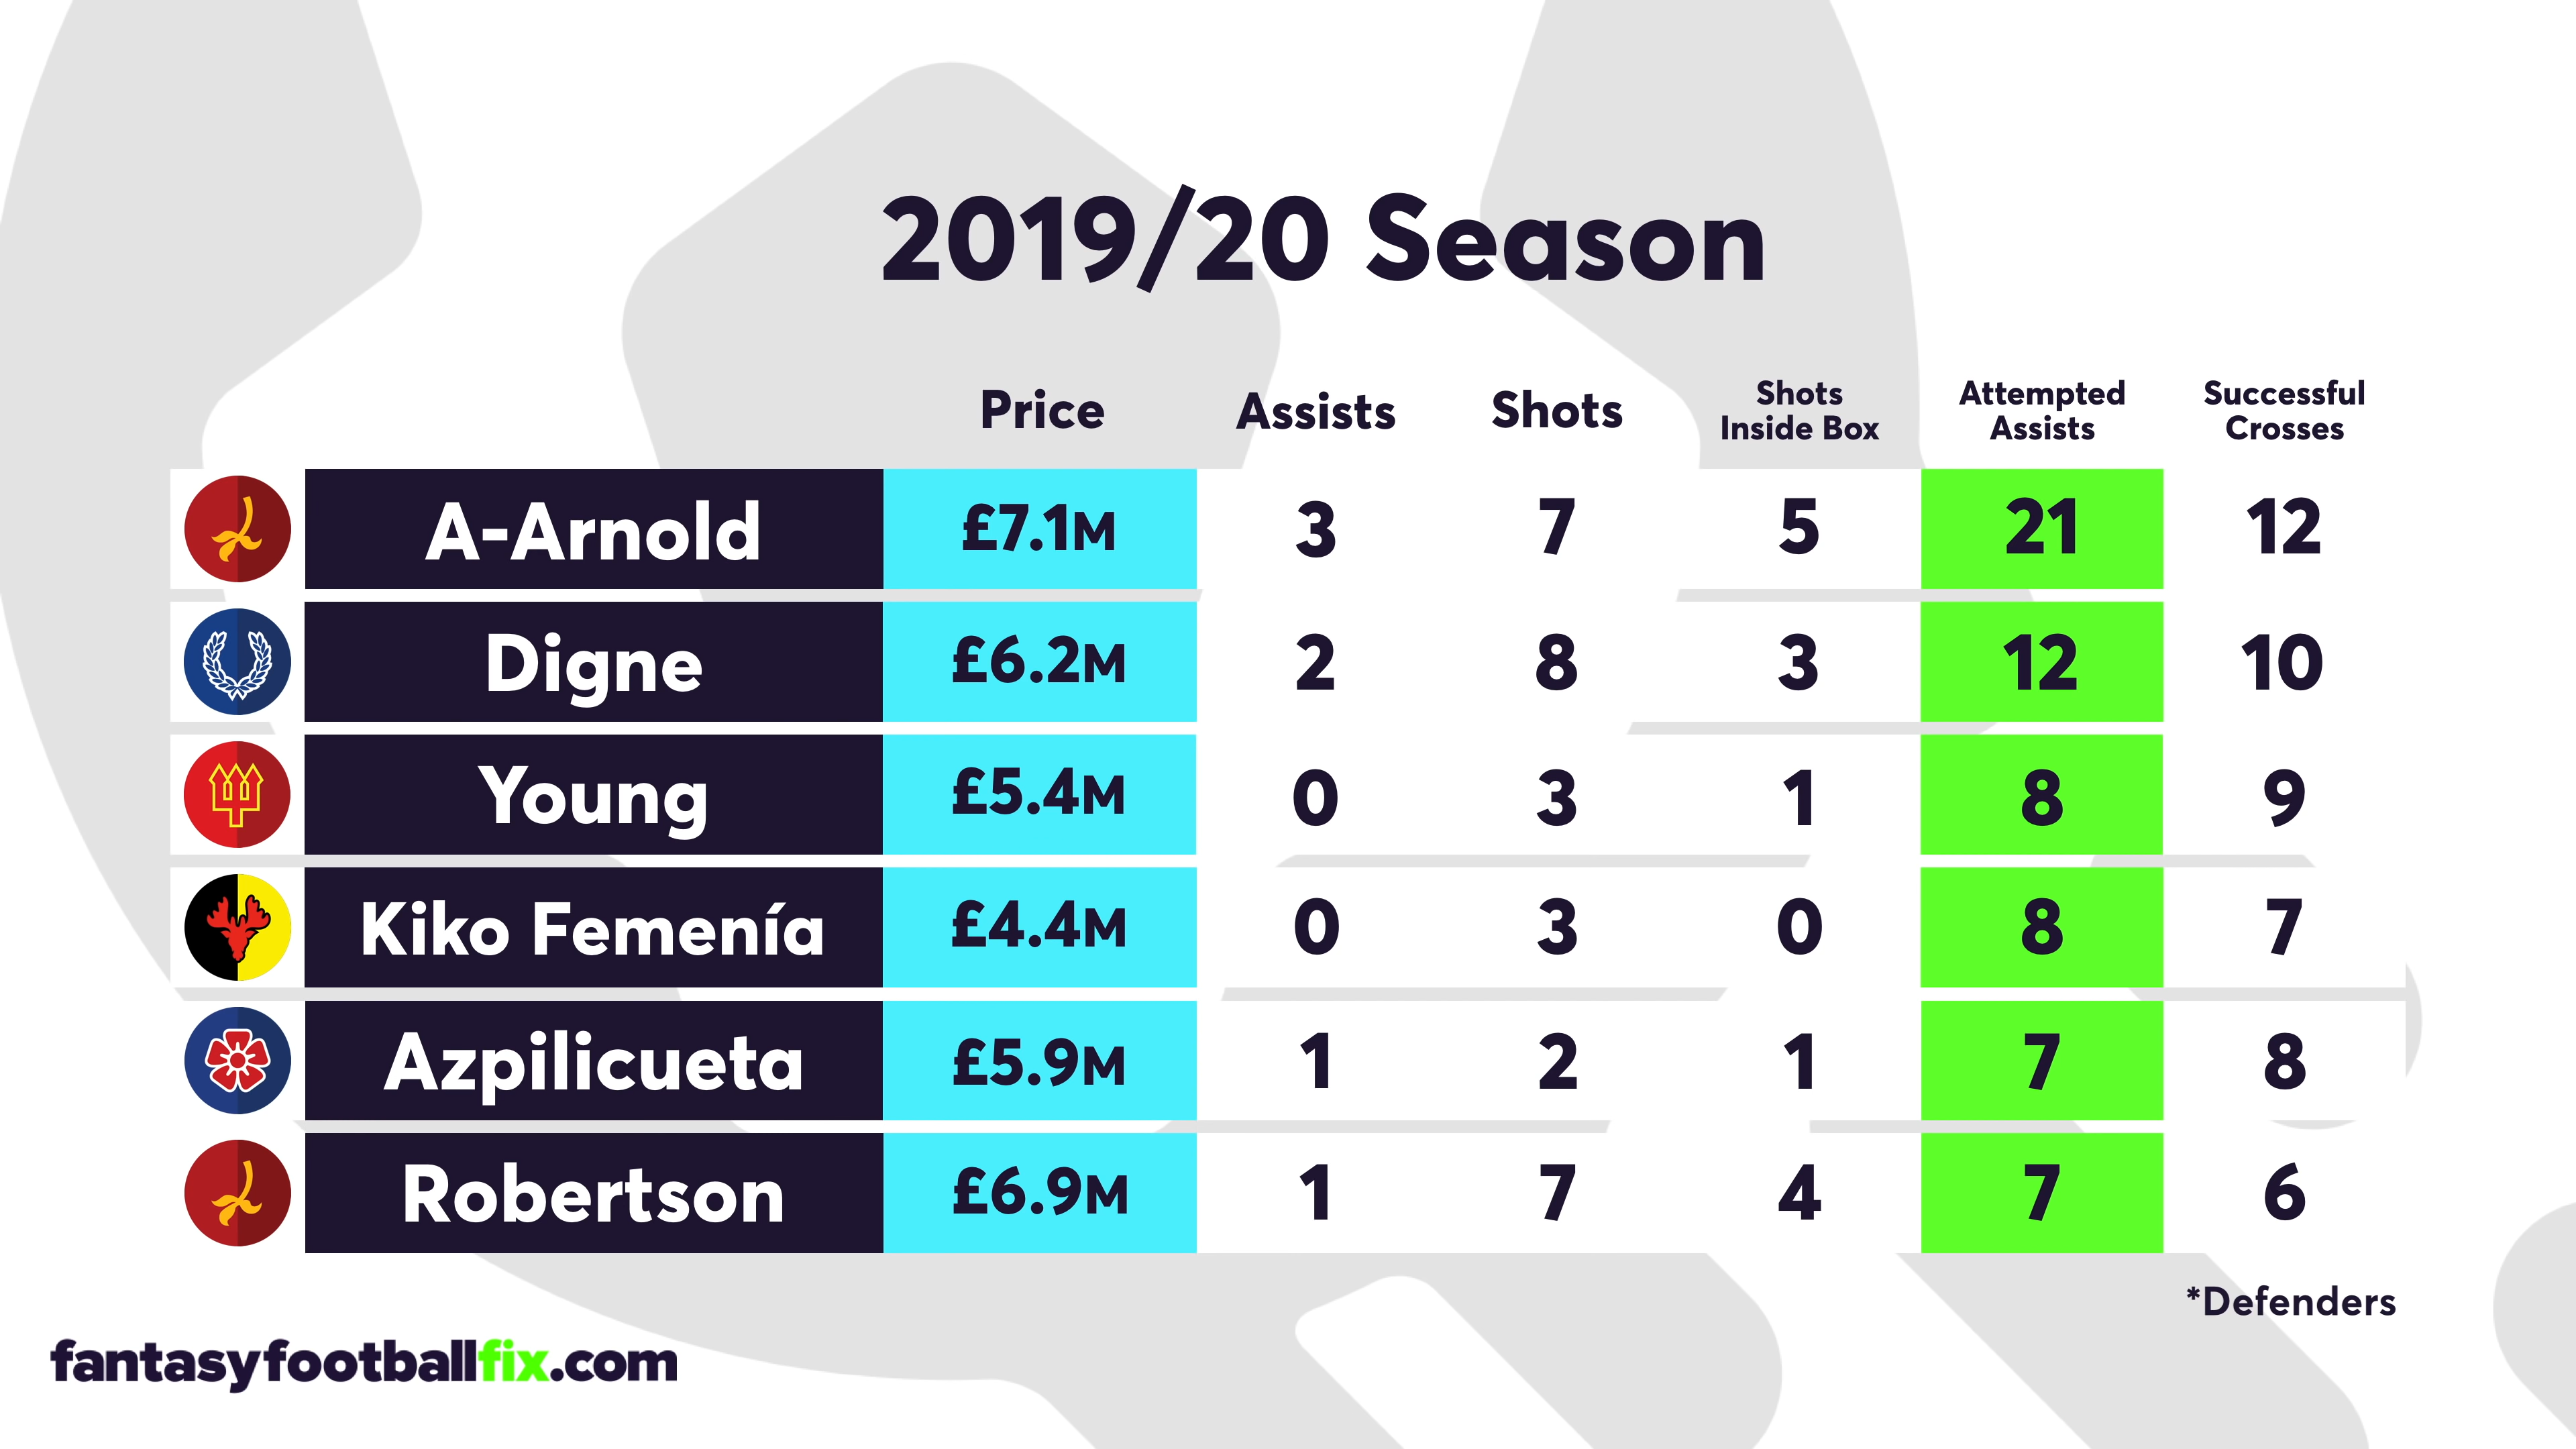 2019/20 Season
Price Assists Shots Shots Inside Box Attempted Assists Successful Crosses
A-Arnold £7.1M 3 7 5 21 12
Digne £6.2M 2 8 3 12 10
Young £5.4M 0 3 1 8 9
Kiko Femenía £4.4M 0 3 0 8 7
Azpilicueta £5.9M 1 2 1 7 8
Robertson £6.9M 1 7 4 7 6
*Defenders
fantasyfootballfix.com